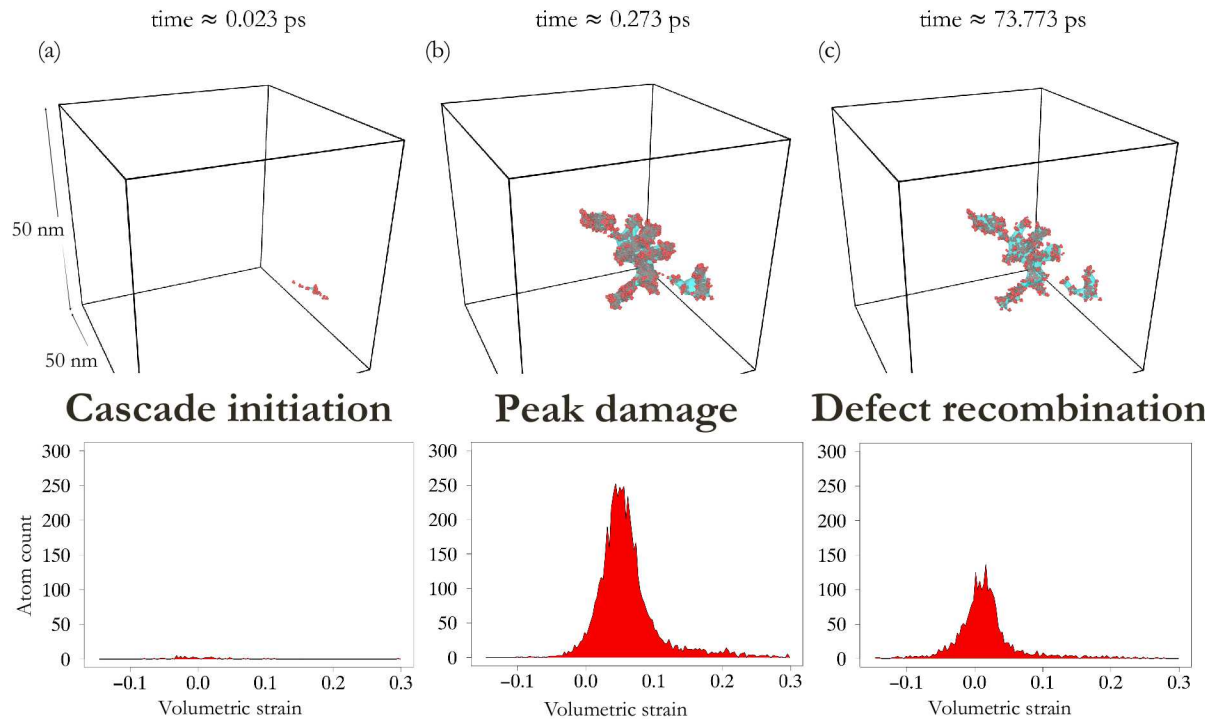 time ≈ 0.023 ps
time ≈ 0.273 ps
time ≈ 73.773 ps
(a)
(b)
(c)
50 nm
50 nm
Cascade initiation
Peak damage
Defect recombination
300
250
200
150
100
50
0
Atom count
−0.1
0.0
0.1
0.2
0.3
Volumetric strain
300
250
200
150
100
50
0
−0.1
0.0
0.1
0.2
0.3
Volumetric strain
300
250
200
150
100
50
0
−0.1
0.0
0.1
0.2
0.3
Volumetric strain